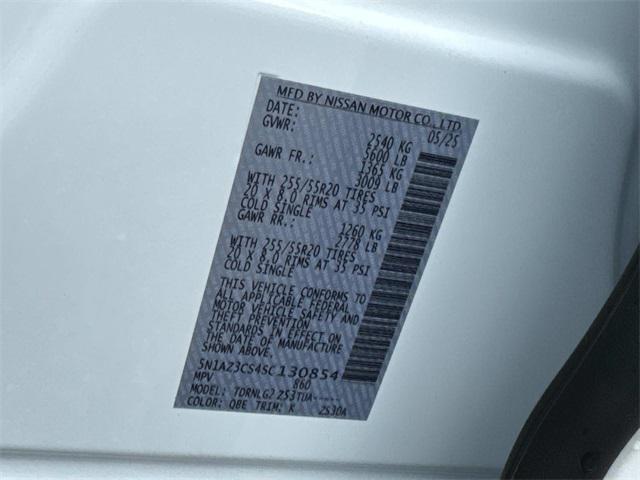 MFD BY NISSAN MOTOR CO., LTD
DATE: 05/25
GVWR: 2540 KG
5600 LB
GAWR FR.: 1365 KG
3009 LB
WITH 255/55R20 TIRES
20 X 8.0 RIMS AT 35 PSI
COLD SINGLE
GAWR RR.: 1260 KG
2778 LB
WITH 255/55R20 TIRES
20 X 8.0 RIMS AT 35 PSI
COLD SINGLE
THIS VEHICLE CONFORMS TO
ALL APPLICABLE FEDERAL
MOTOR VEHICLE SAFETY AND
THEFT PREVENTION
STANDARDS IN EFFECT ON
THE DATE OF MANUFACTURE
SHOWN ABOVE.
5N1AZ3CS4SC130854
MPV 860
MODEL: TDRNLG2 ZS3TUA-----
COLOR: QBE TRIM: K ZS30A